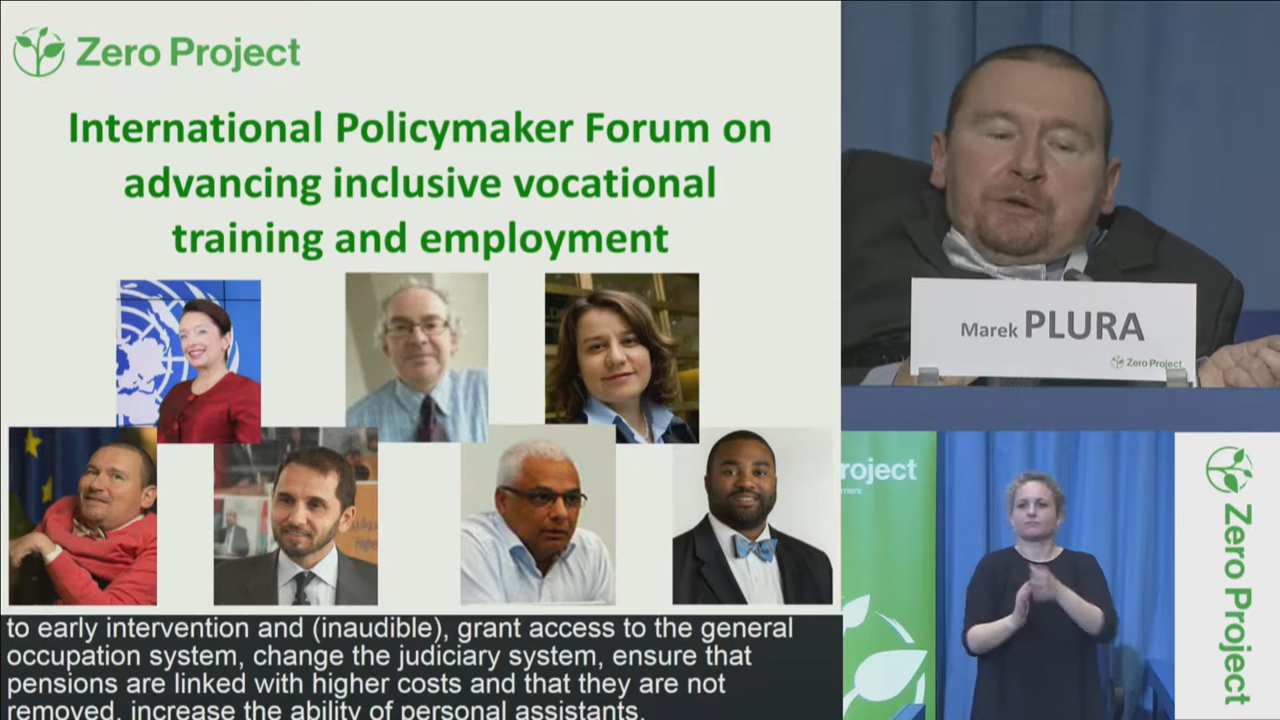 Zero Project
International Policymaker Forum on
advancing inclusive vocational
training and employment
Marek PLURA
Zero Project
roject
Zero Project
to early intervention and (inaudible), grant access to the general
occupation system, change the judiciary system, ensure that
pensions are linked with higher costs and that they are not
removed, increase the ability of personal assistants,